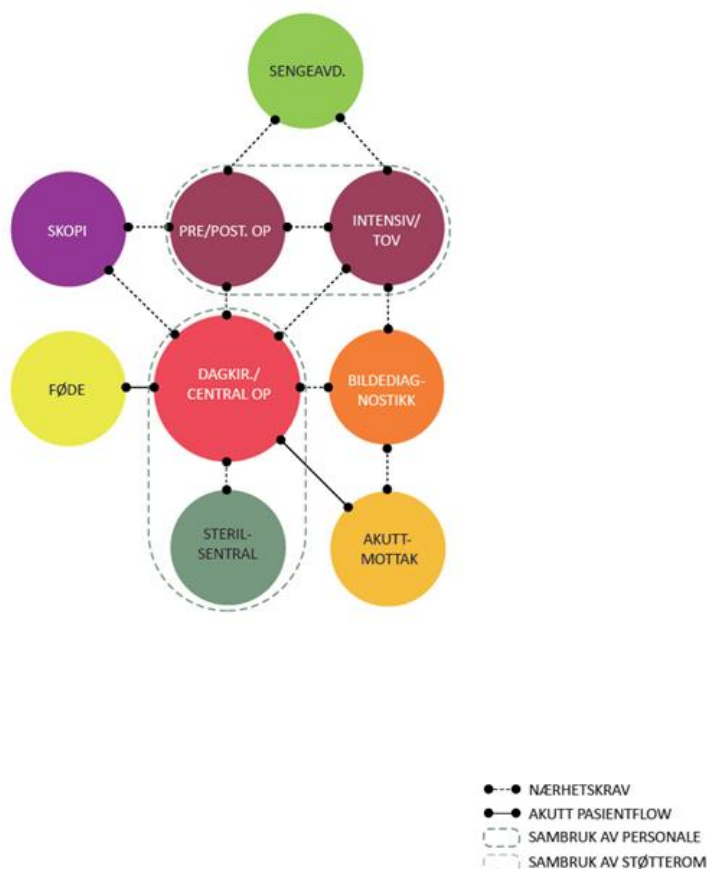 SENGEAVD.
SKOPI
PRE/POST. OP
INTENSIV/
TOV
FØDE
DAGKIR./
CENTRAL OP
BILDEDIAG-
NOSTIKK
STERIL-
SENTRAL
AKUTT-
MOTTAK
NÆRHETSKRAV
AKUTT PASIENTFLOW
SAMBRUK AV PERSONALE
SAMBRUK AV STØTTEROM